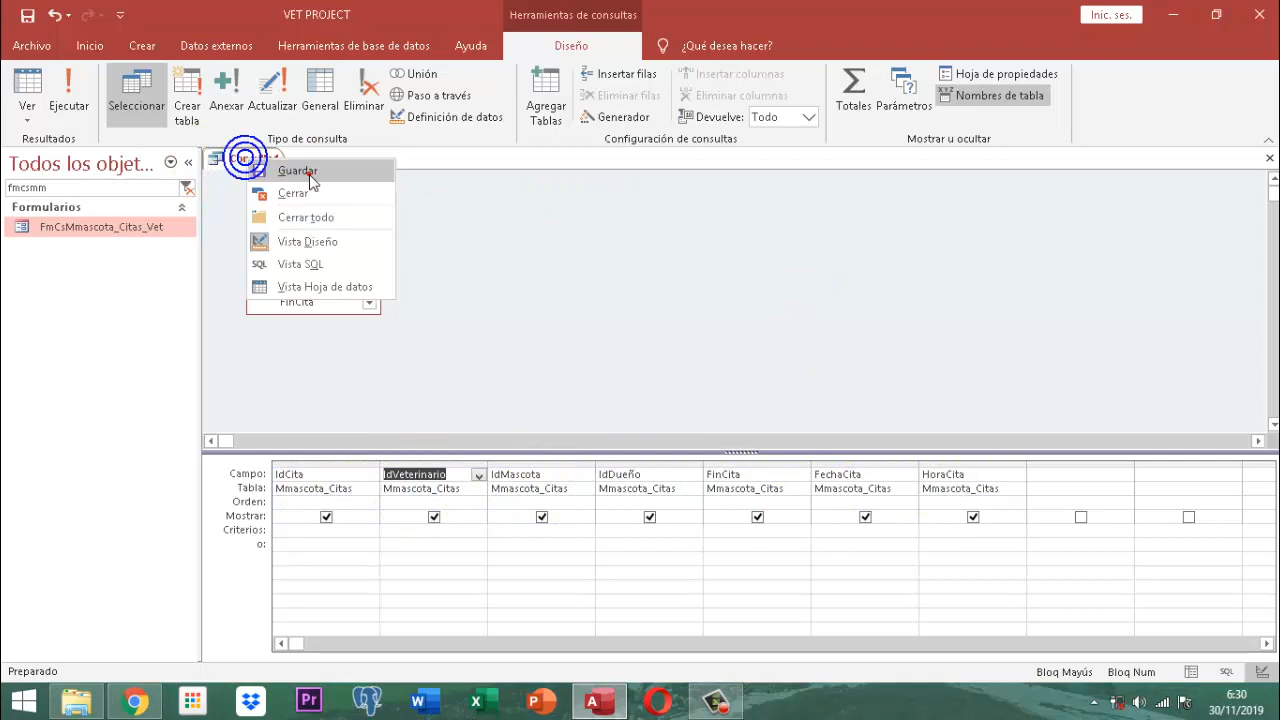 VET PROJECT
Herramientas de consultas
Inic. ses.
Archivo
Inicio
Crear
Datos externos
Herramientas de base de datos
Ayuda
Diseño
¿Qué desea hacer?
Ver
Ejecutar
Seleccionar
Crear tabla
Anexar
Actualizar
General
Eliminar
Unión
Paso a través
Definición de datos
Agregar Tablas
Insertar filas
Eliminar filas
Generador
Insertar columnas
Eliminar columnas
Devuelve: Todo
Totales
Parámetros
Hoja de propiedades
Nombres de tabla
Resultados
Tipo de consulta
Configuración de consultas
Mostrar u ocultar
Todos los objet...
fmcsmm
Formularios
FmCsMmascota_Citas_Vet
Guardar
Cerrar
Cerrar todo
Vista Diseño
SQL Vista SQL
Vista Hoja de datos
FinCita
Campo: IdCita IdVeterinario IdMascota IdDueño FinCita FechaCita HoraCita
Tabla: Mmascota_Citas Mmascota_Citas Mmascota_Citas Mmascota_Citas Mmascota_Citas Mmascota_Citas Mmascota_Citas
Orden:
Mostrar:
Criterios:
o:
Preparado
Bloq Mayús
Bloq Num
SQL
6:30
30/11/2019